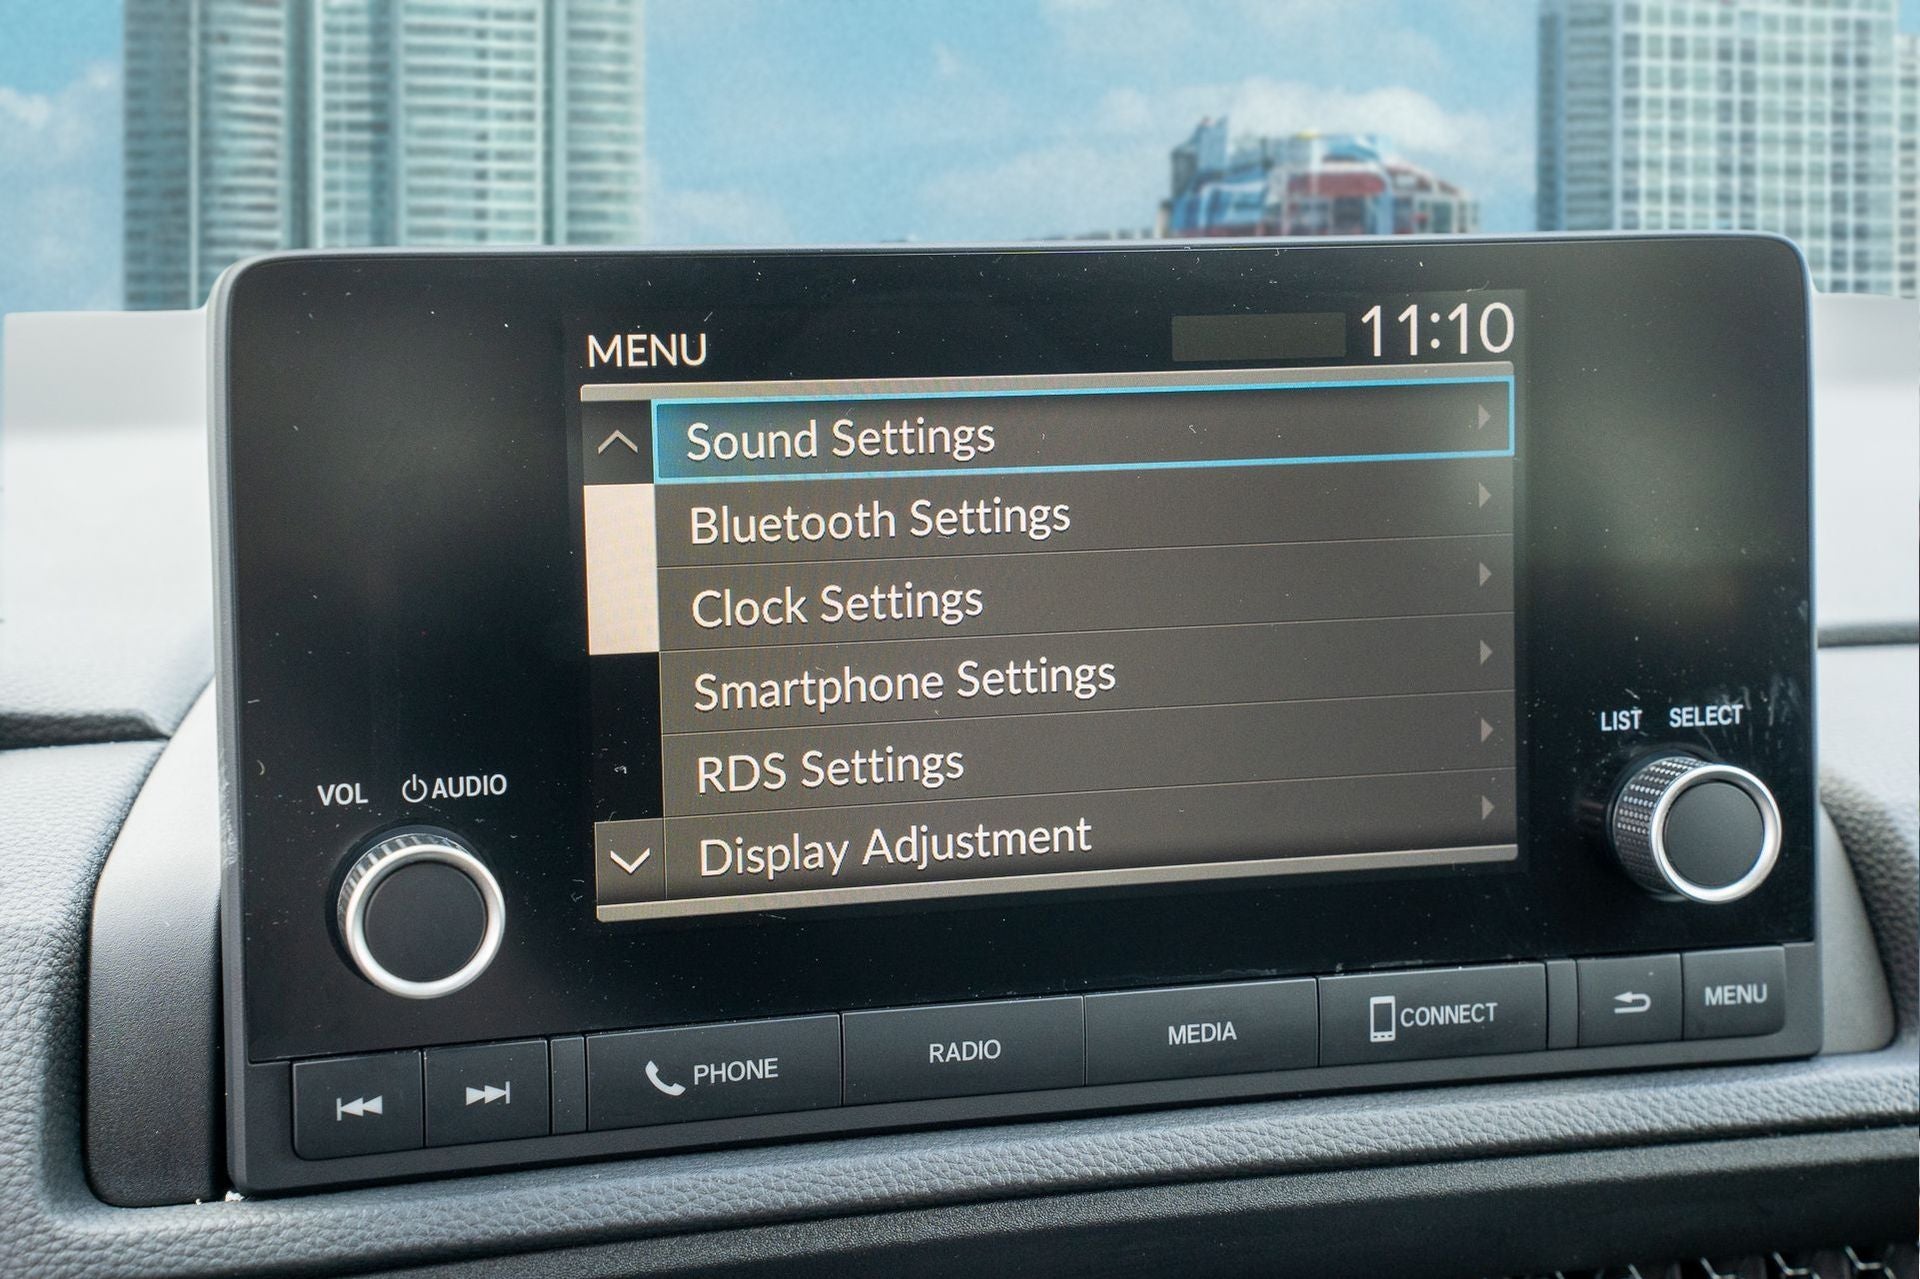 MENU 11:10
Sound Settings
Bluetooth Settings
Clock Settings
Smartphone Settings
RDS Settings
Display Adjustment
LIST SELECT
VOL AUDIO
PHONE
RADIO
MEDIA
CONNECT
MENU